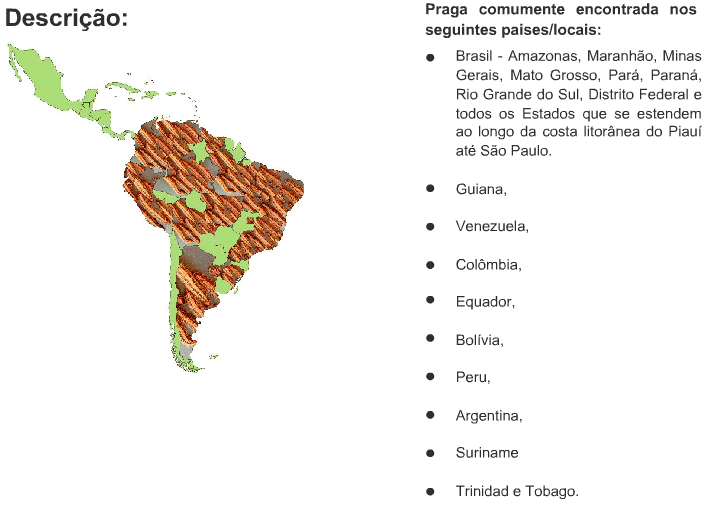 Descrição:
Praga comumente encontrada nos
seguintes paises/locais:
● Brasil - Amazonas, Maranhão, Minas
Gerais, Mato Grosso, Pará, Paraná,
Rio Grande do Sul, Distrito Federal e
todos os Estados que se estendem
ao longo da costa litorânea do Piauí
até São Paulo.
● Guiana,
● Venezuela,
● Colômbia,
● Equador,
● Bolívia,
● Peru,
● Argentina,
● Suriname
● Trinidad e Tobago.